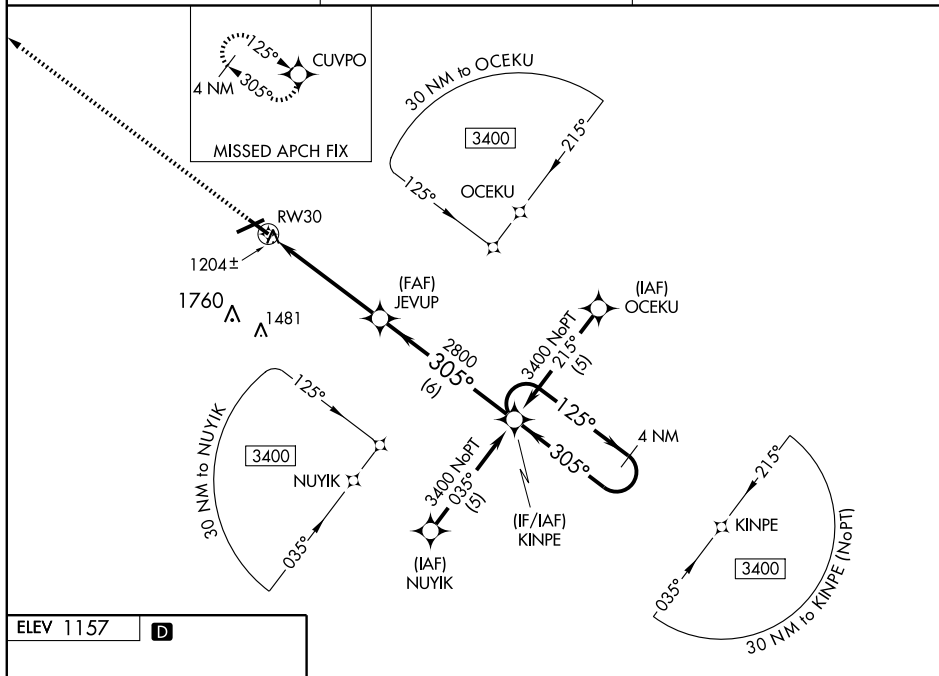 125°
CUVPO
4 NM
305°
MISSED APCH FIX
30 NM to OCEKU
3400
215°
OCEKU
125°
RW30
1204±
(FAF)
JEVUP
1760
1481
(IAF)
OCEKU
3400 NoPT
215°
(5)
2800
305°
(6)
125°
4 NM
305°
30 NM to NUYIK
125°
3400
NUYIK
035°
3400 NoPT
035°
(5)
(IF/IAF)
KINPE
(IAF)
NUYIK
215°
KINPE
3400
035°
30 NM to KINPE (NoPT)
ELEV 1157 D